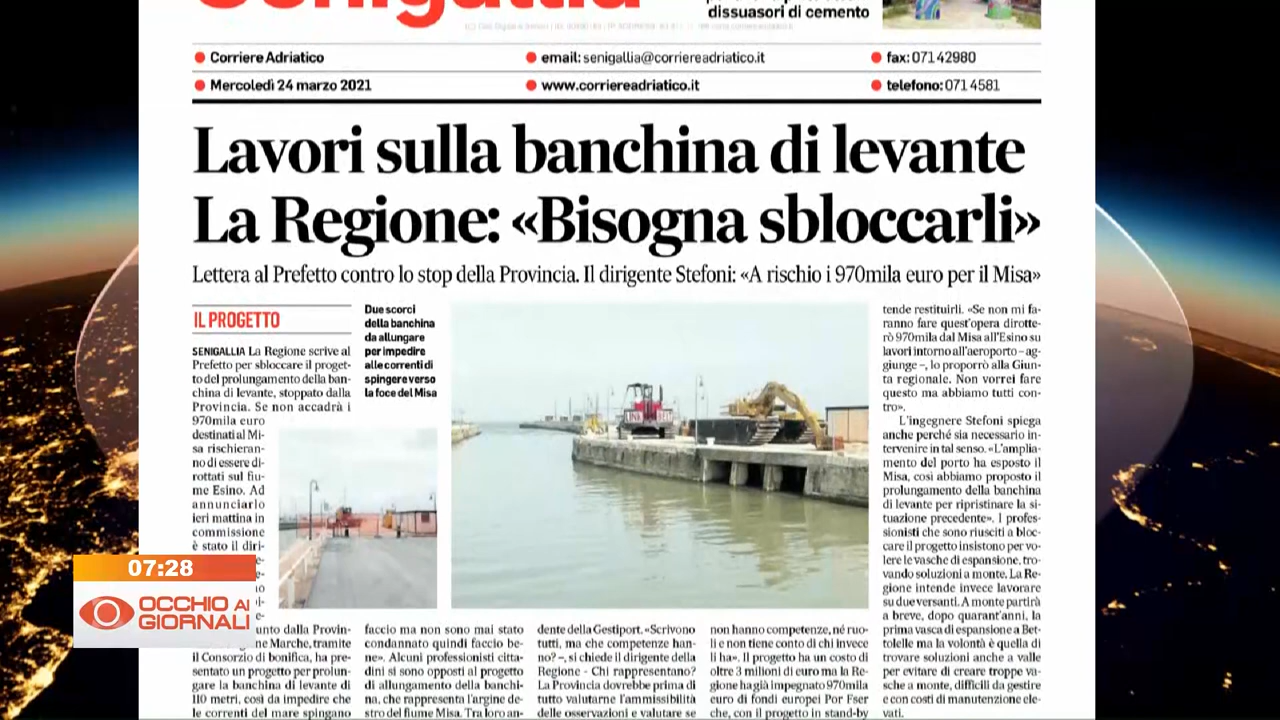 Senigallia
dissuasori di cemento
Corriere Adriatico
email: senigallia@corriereadriatico.it
fax: 071 42980
Mercoledì 24 marzo 2021
www.corriereadriatico.it
telefono: 071 4581
Lavori sulla banchina di levante
La Regione: «Bisogna sbloccarli»
Lettera al Prefetto contro lo stop della Provincia. Il dirigente Stefoni: «A rischio i 970mila euro per il Misa»
IL PROGETTO
SENIGALLIA La Regione scrive al
Prefetto per sbloccare il proget-
to del prolungamento della ban-
china di levante, stoppato dalla
Provincia. Se non accadrà i
970mila euro
destinati al Mi-
sa rischieran-
no di essere di-
rottati sul fiu-
me Esino. Ad
annunciarlo
ieri mattina in
commissione
è stato il diri-
unto dalla Provin-
ne Marche, tramite
il Consorzio di bonifica, ha pre-
sentato un progetto per prolun-
gare la banchina di levante di
110 metri, così da impedire che
le correnti del mare spingano
Due scorci
della banchina
da allungare
per impedire
alle correnti di
spingere verso
la foce del Misa
LINK BELT
faccio ma non sono mai stato
condannato quindi faccio be-
ne». Alcuni professionisti citta-
dini si sono opposti al progetto
di allungamento della banchi-
na, che rappresenta l'argine de-
stro del fiume Misa. Tra loro an-
dente della Gestiport. «Scrivono
tutti, ma che competenze han-
no? –, si chiede il dirigente della
Regione - Chi rappresentano?
La Provincia dovrebbe prima di
tutto valutarne l'ammissibilità
delle osservazioni e valutare se
non hanno competenze, né ruo-
li e non tiene conto di chi invece
li ha». Il progetto ha un costo di
oltre 3 milioni di euro ma la Re-
gione ha già impegnato 970mila
euro di fondi europei Por Fser
che, con il progetto in stand-by
tende restituirli. «Se non mi fa-
ranno fare quest'opera dirotte-
rò 970mila dal Misa all'Esino su
lavori intorno all'aeroporto – ag-
giunge –, lo proporrò alla Giun-
ta regionale. Non vorrei fare
questo ma abbiamo tutti con-
tro».
L'ingegnere Stefoni spiega
anche perché sia necessario in-
tervenire in tal senso. «L'amplia-
mento del porto ha esposto il
Misa, così abbiamo proposto il
prolungamento della banchina
di levante per ripristinare la si-
tuazione precedente». I profes-
sionisti che sono riusciti a bloc-
care il progetto insistono per vo-
lere le vasche di espansione, tro-
vando soluzioni a monte. La Re-
gione intende invece lavorare
su due versanti. A monte partirà
a breve, dopo quarant'anni, la
prima vasca di espansione a Bet-
tolelle ma la volontà è quella di
trovare soluzioni anche a valle
per evitare di creare troppe va-
sche a monte, difficili da gestire
e con costi di manutenzione ele-
vati.
07:28
OCCHIO AI
GIORNALI